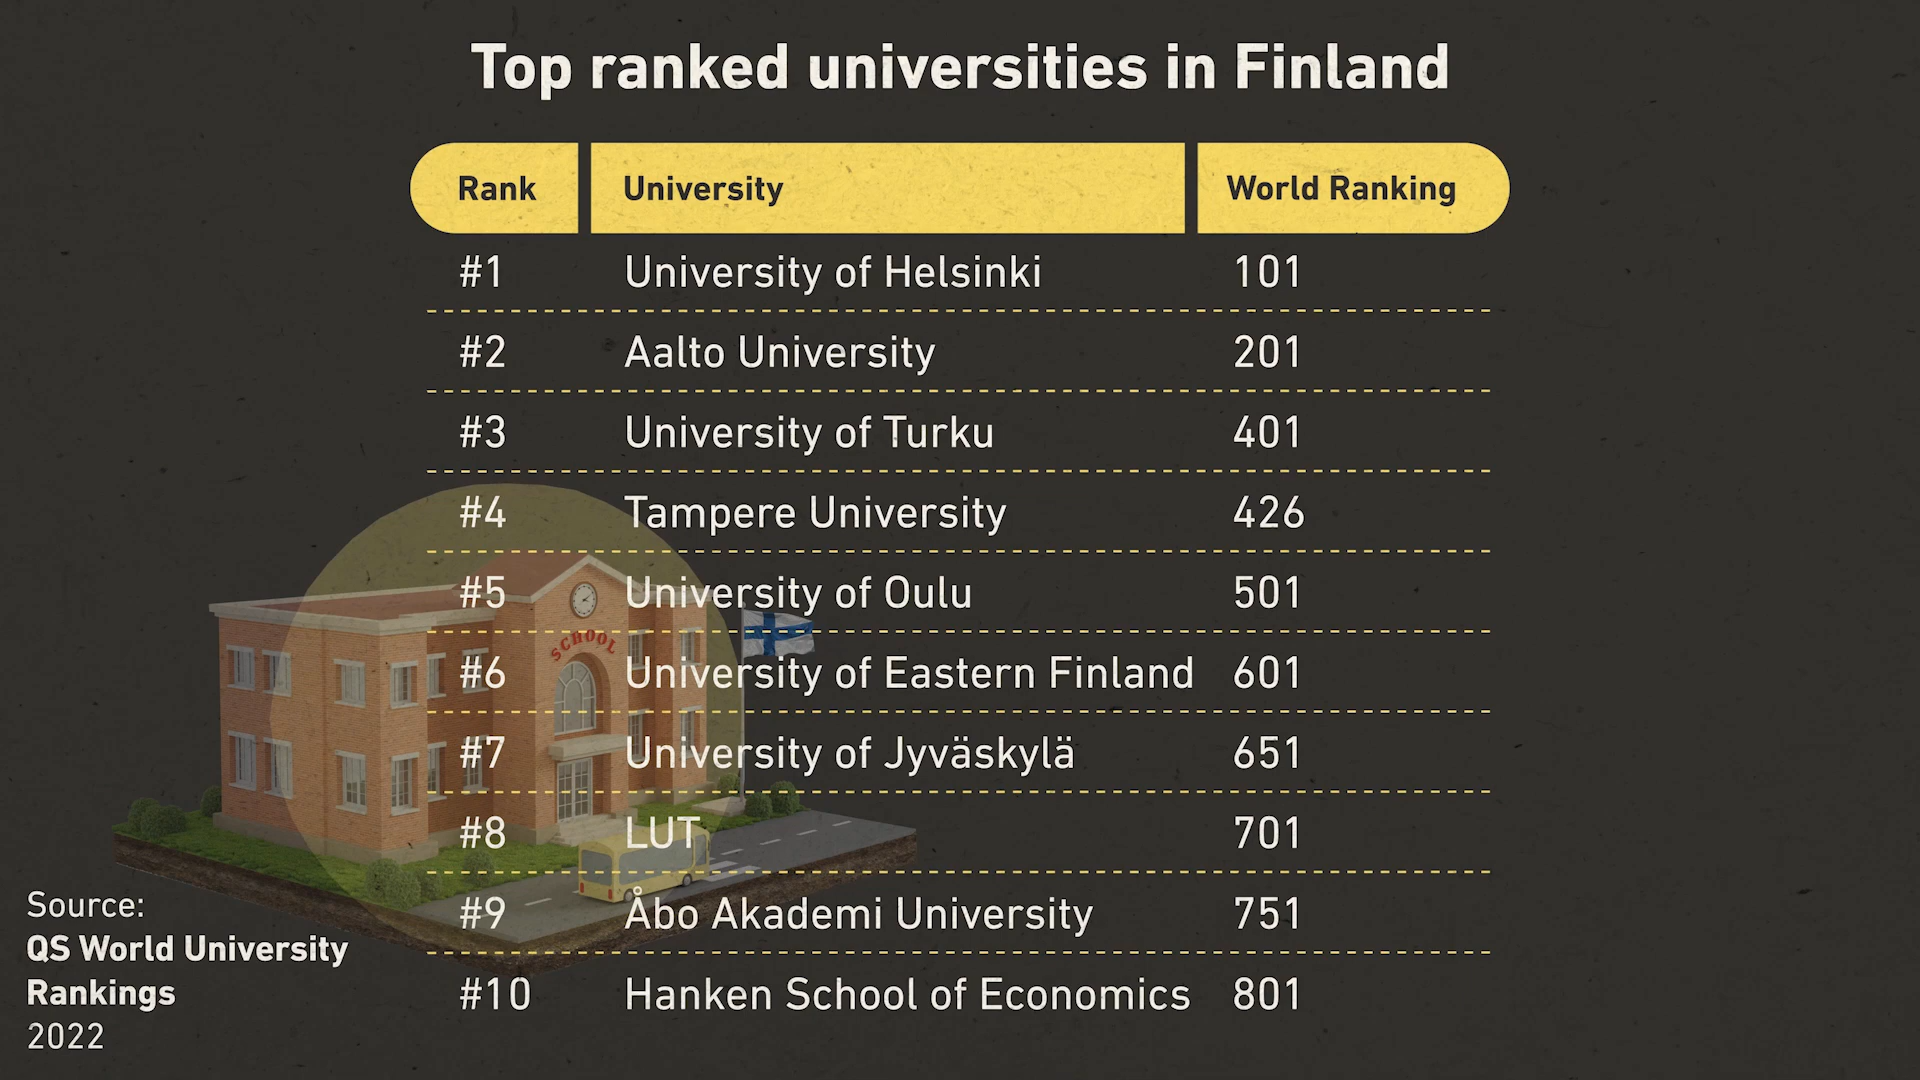 Top ranked universities in Finland
Rank University World Ranking
#1 University of Helsinki 101
#2 Aalto University 201
#3 University of Turku 401
#4 Tampere University 426
#5 University of Oulu 501
SCHOOL
#6 University of Eastern Finland 601
#7 University of Jyväskylä 651
#8 LUT 701
#9 Åbo Akademi University 751
#10 Hanken School of Economics 801
Source:
QS World University
Rankings
2022